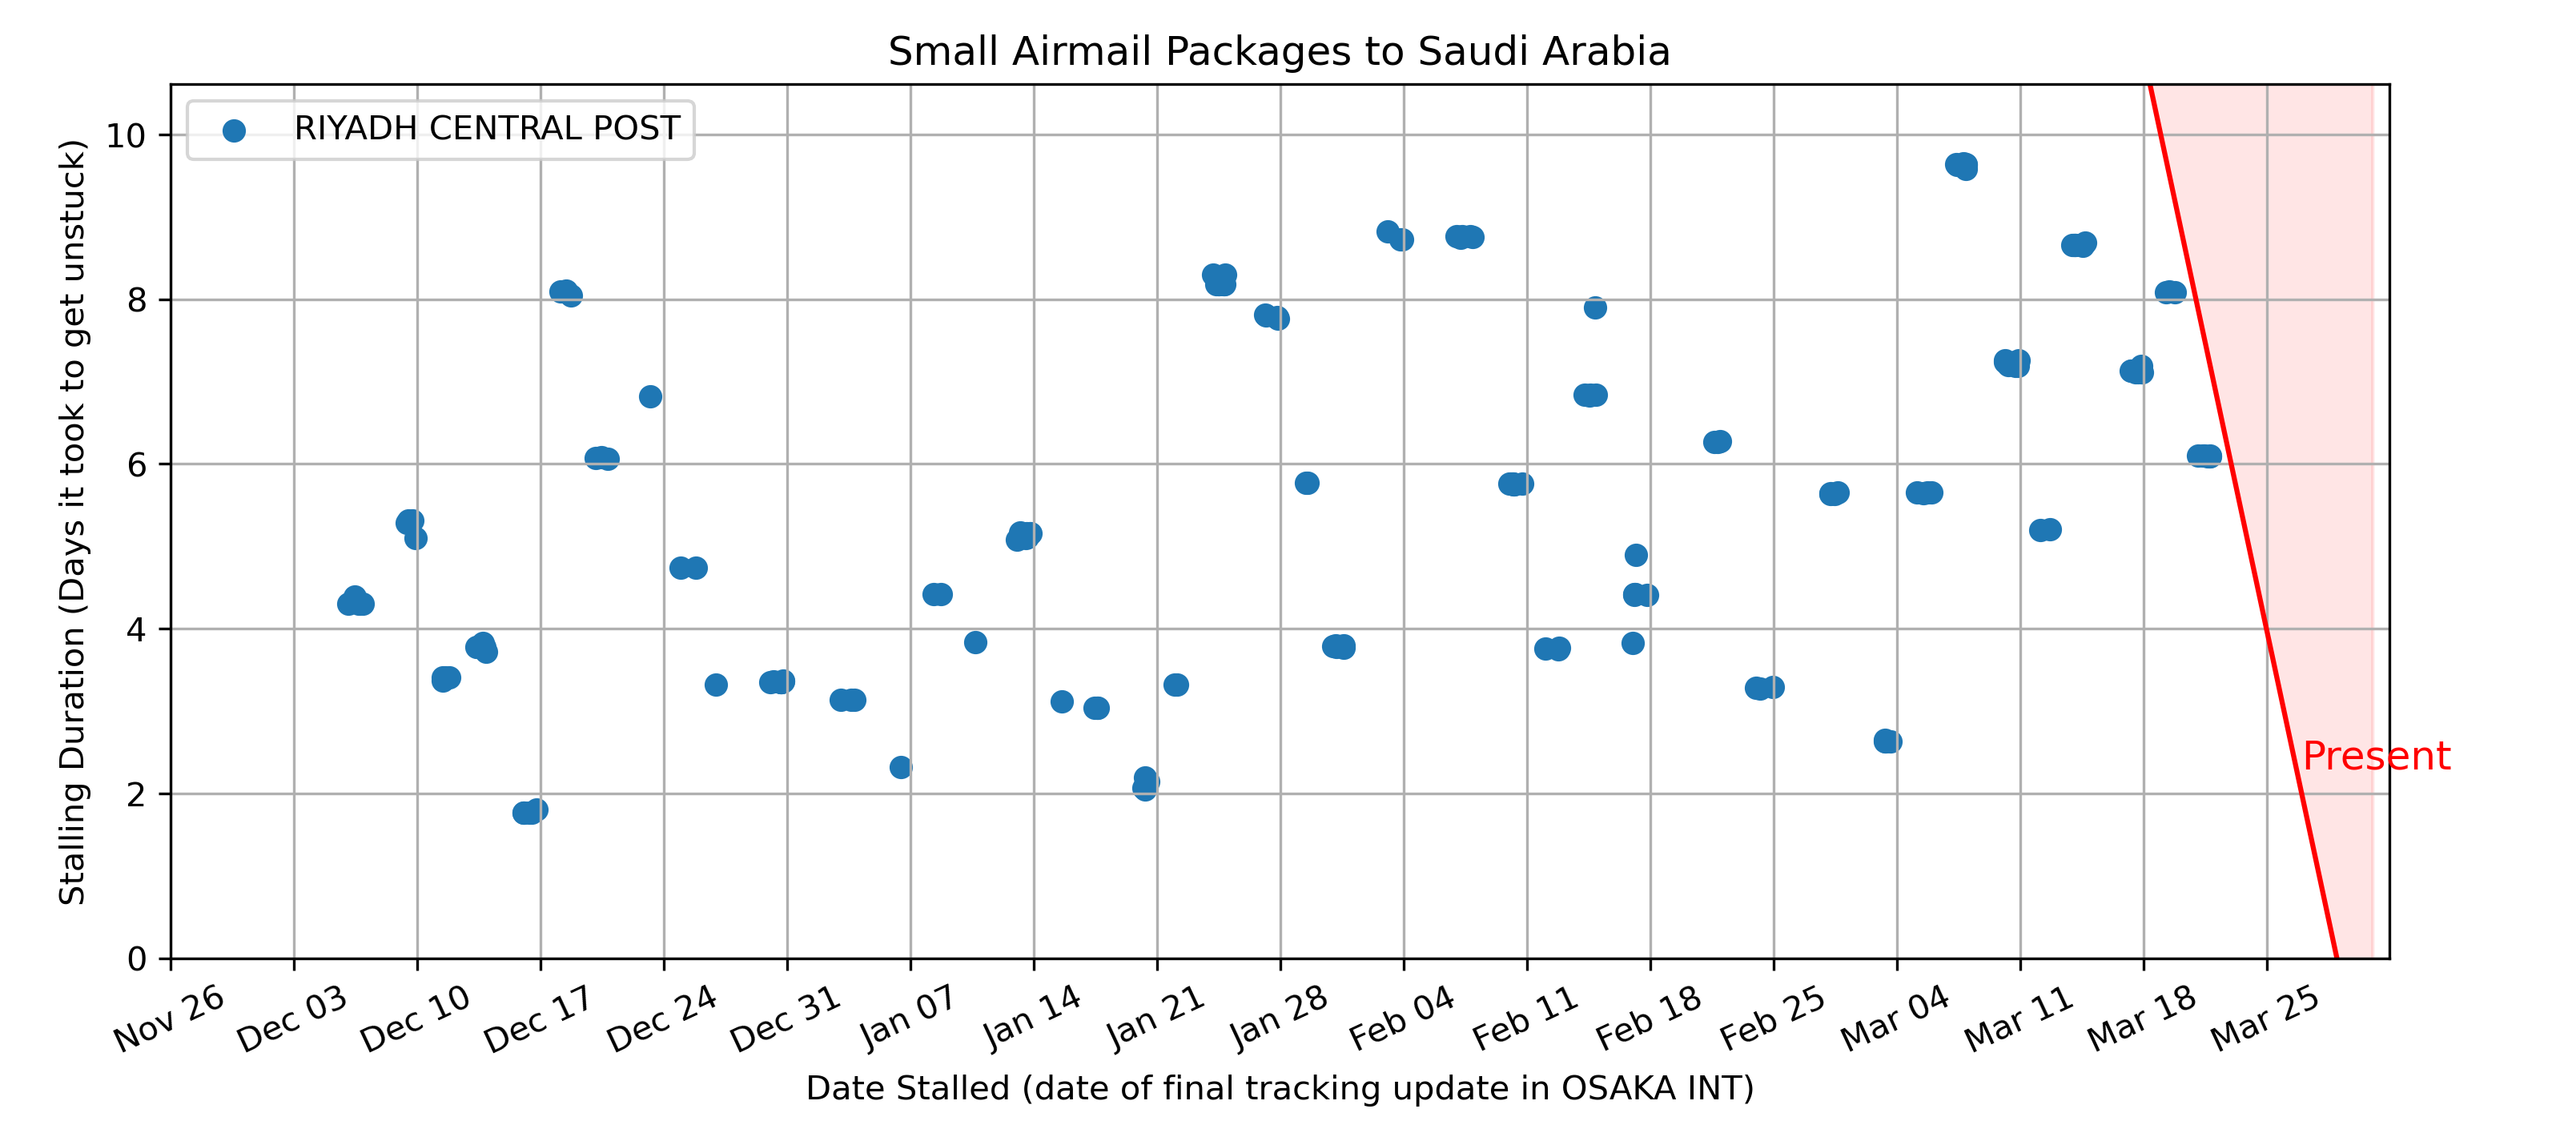 Small Airmail Packages to Saudi Arabia
RIYADH CENTRAL POST
Stalling Duration (Days it took to get unstuck)
10
8
6
4
2
0
Present
Nov 26
Dec 03
Dec 10
Dec 17
Dec 24
Dec 31
Jan 07
Jan 14
Jan 21
Jan 28
Feb 04
Feb 11
Feb 18
Feb 25
Mar 04
Mar 11
Mar 18
Mar 25
Date Stalled (date of final tracking update in OSAKA INT)